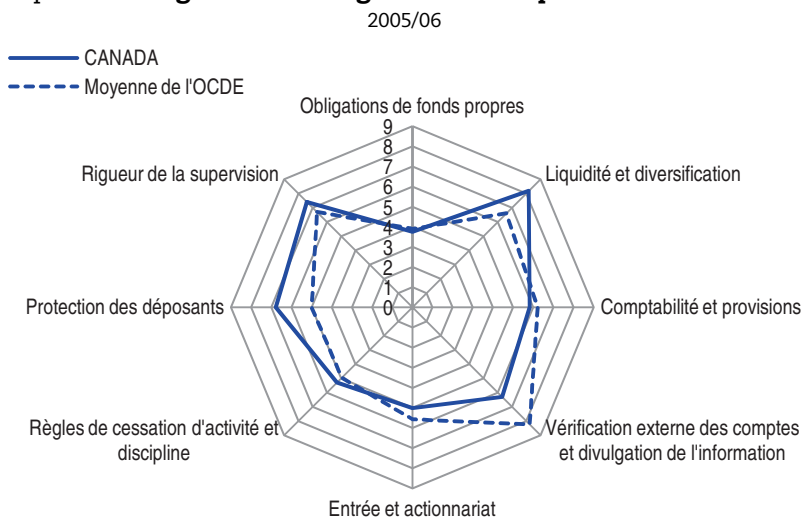 2005/06
CANADA
Moyenne de l'OCDE
Obligations de fonds propres
9
8
7
6
5
4
3
2
1
0
Rigueur de la supervision
Liquidité et diversification
Protection des déposants
Comptabilité et provisions
Règles de cessation d'activité et
discipline
Vérification externe des comptes
et divulgation de l'information
Entrée et actionnariat